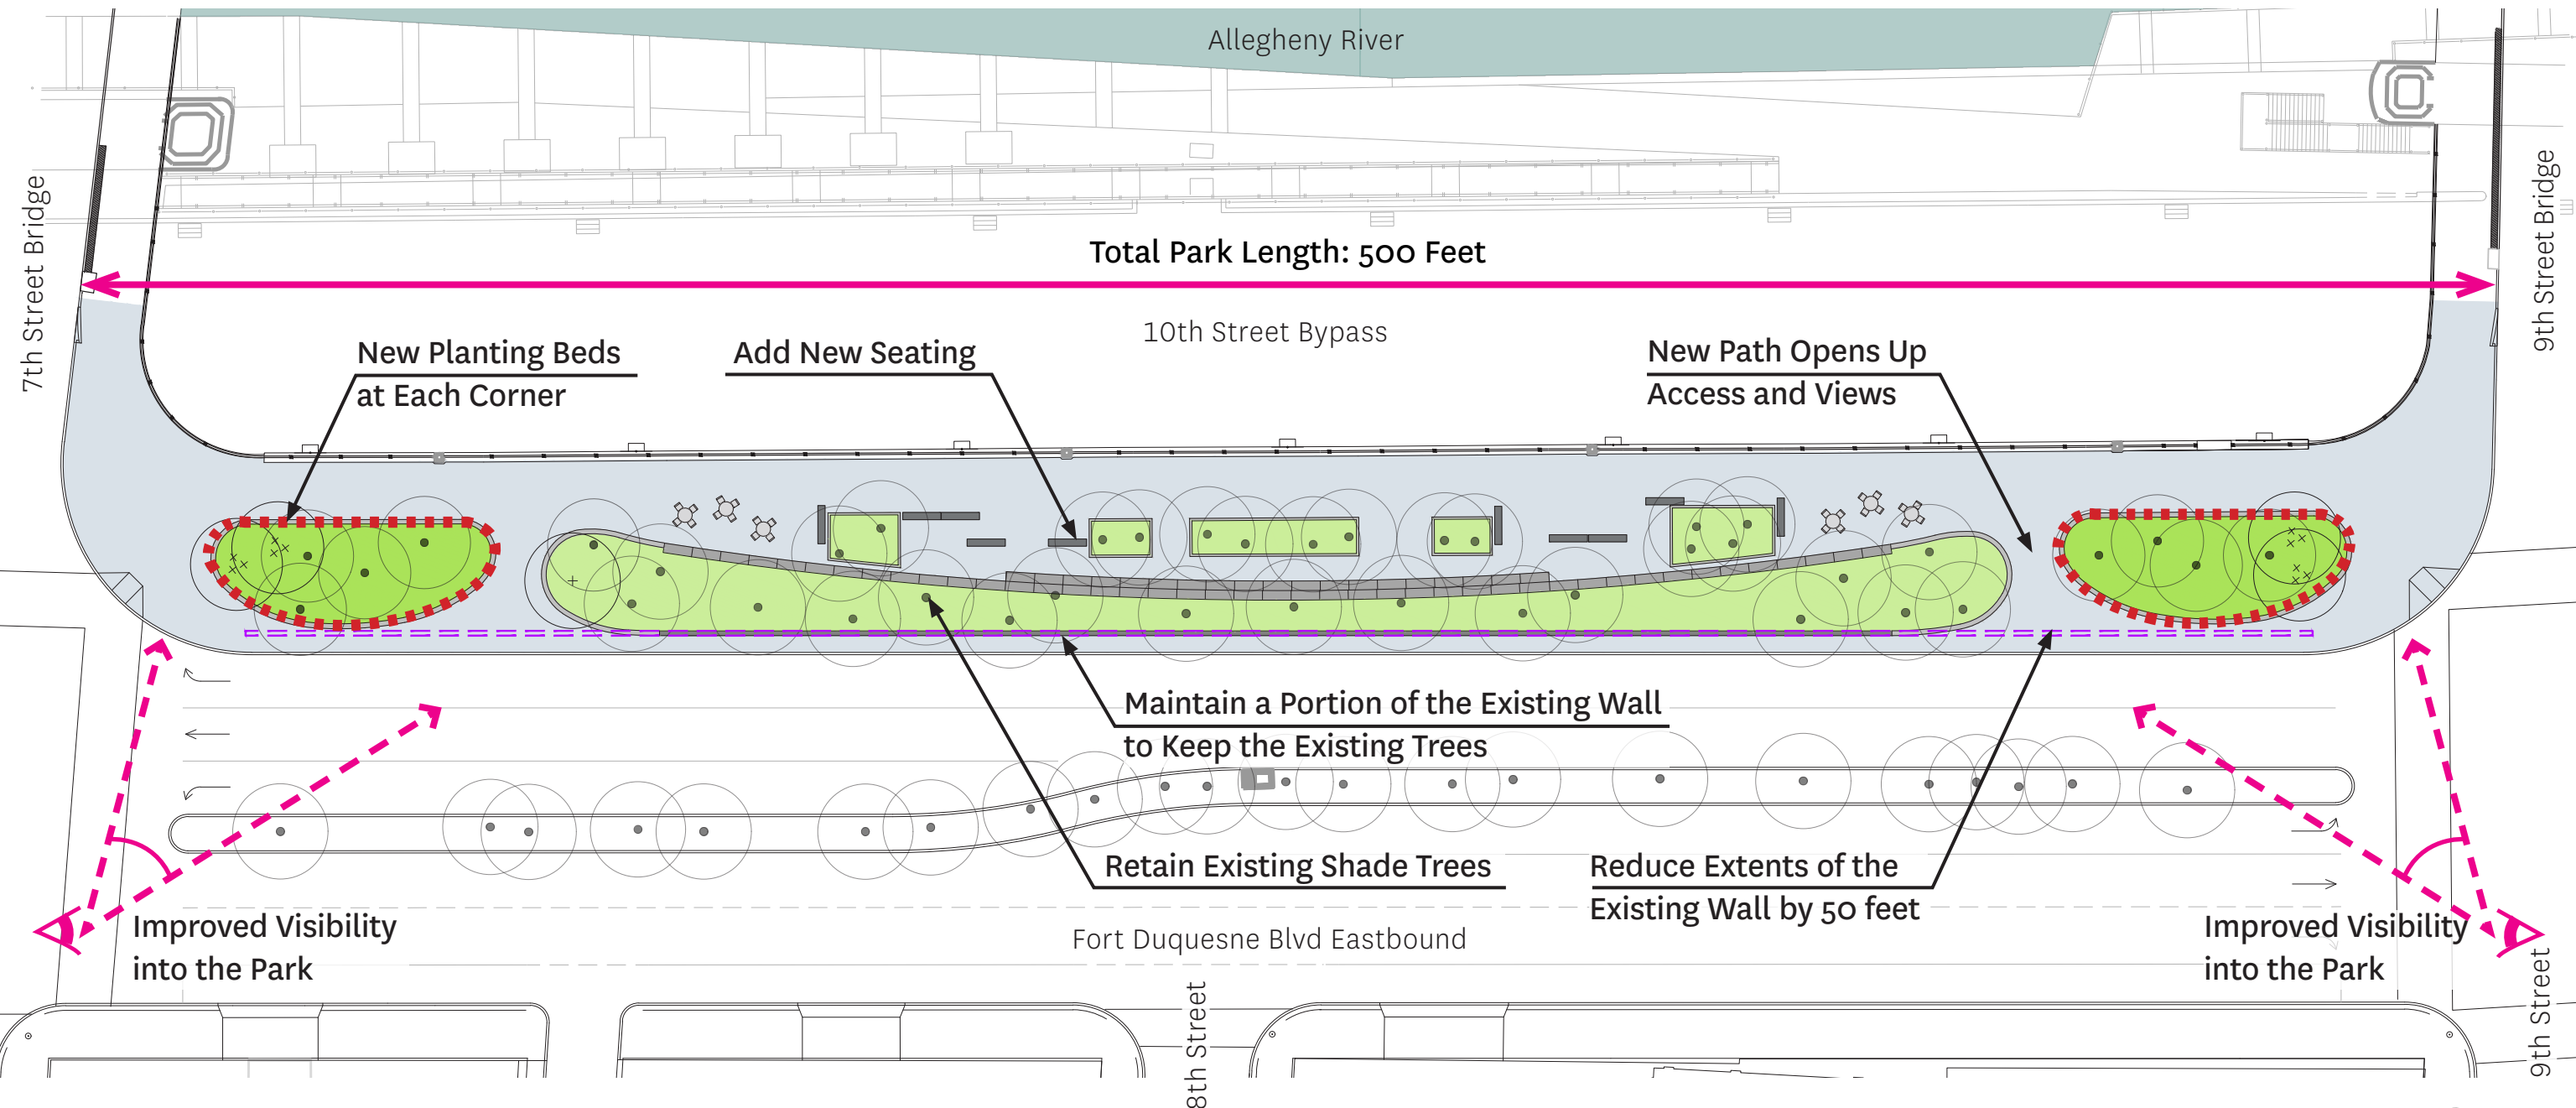 Allegheny River
7th Street Bridge
9th Street Bridge
Total Park Length: 500 Feet
10th Street Bypass
New Planting Beds
at Each Corner
Add New Seating
New Path Opens Up
Access and Views
Maintain a Portion of the Existing Wall
to Keep the Existing Trees
Retain Existing Shade Trees
Reduce Extents of the
Existing Wall by 50 feet
Improved Visibility
into the Park
Fort Duquesne Blvd Eastbound
Improved Visibility
into the Park
8th Street
9th Street